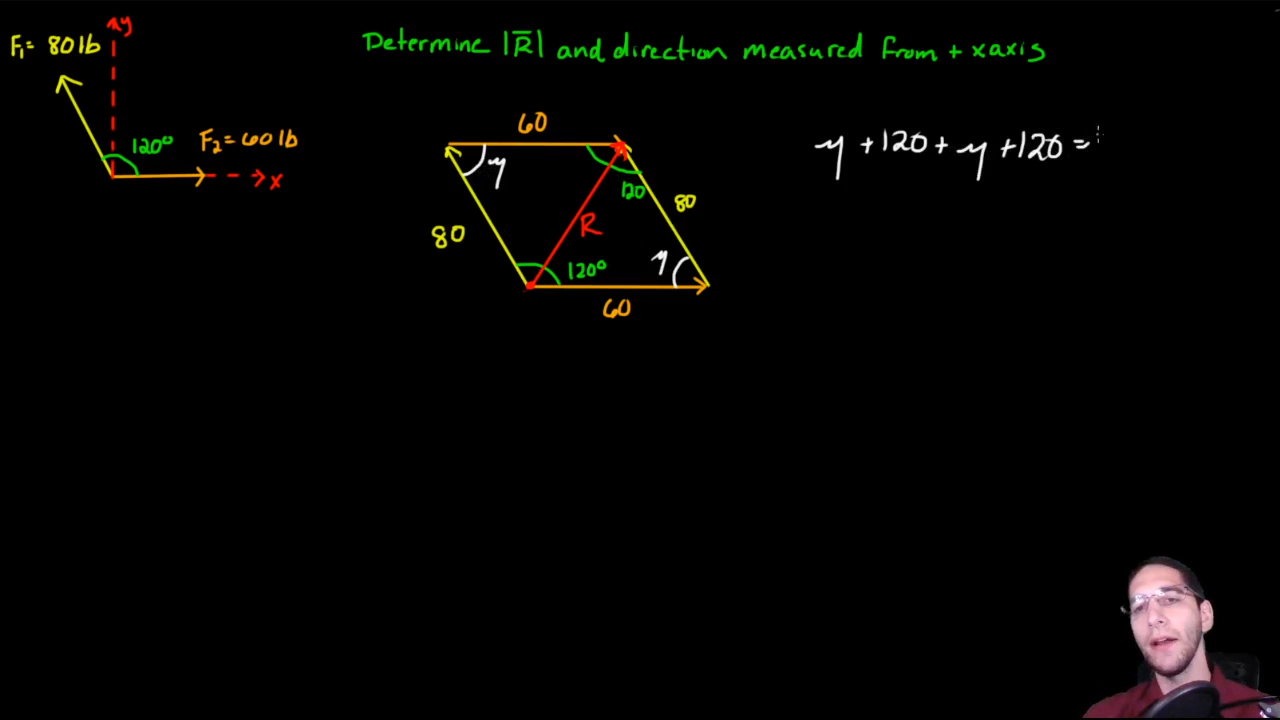 Determine |R̅| and direction measured from + x axis
y
F₁= 80 lb
120°
F₂= 60 lb
x
60
y
120
80
80
R
y
120°
60
y + 120 + y + 120 =